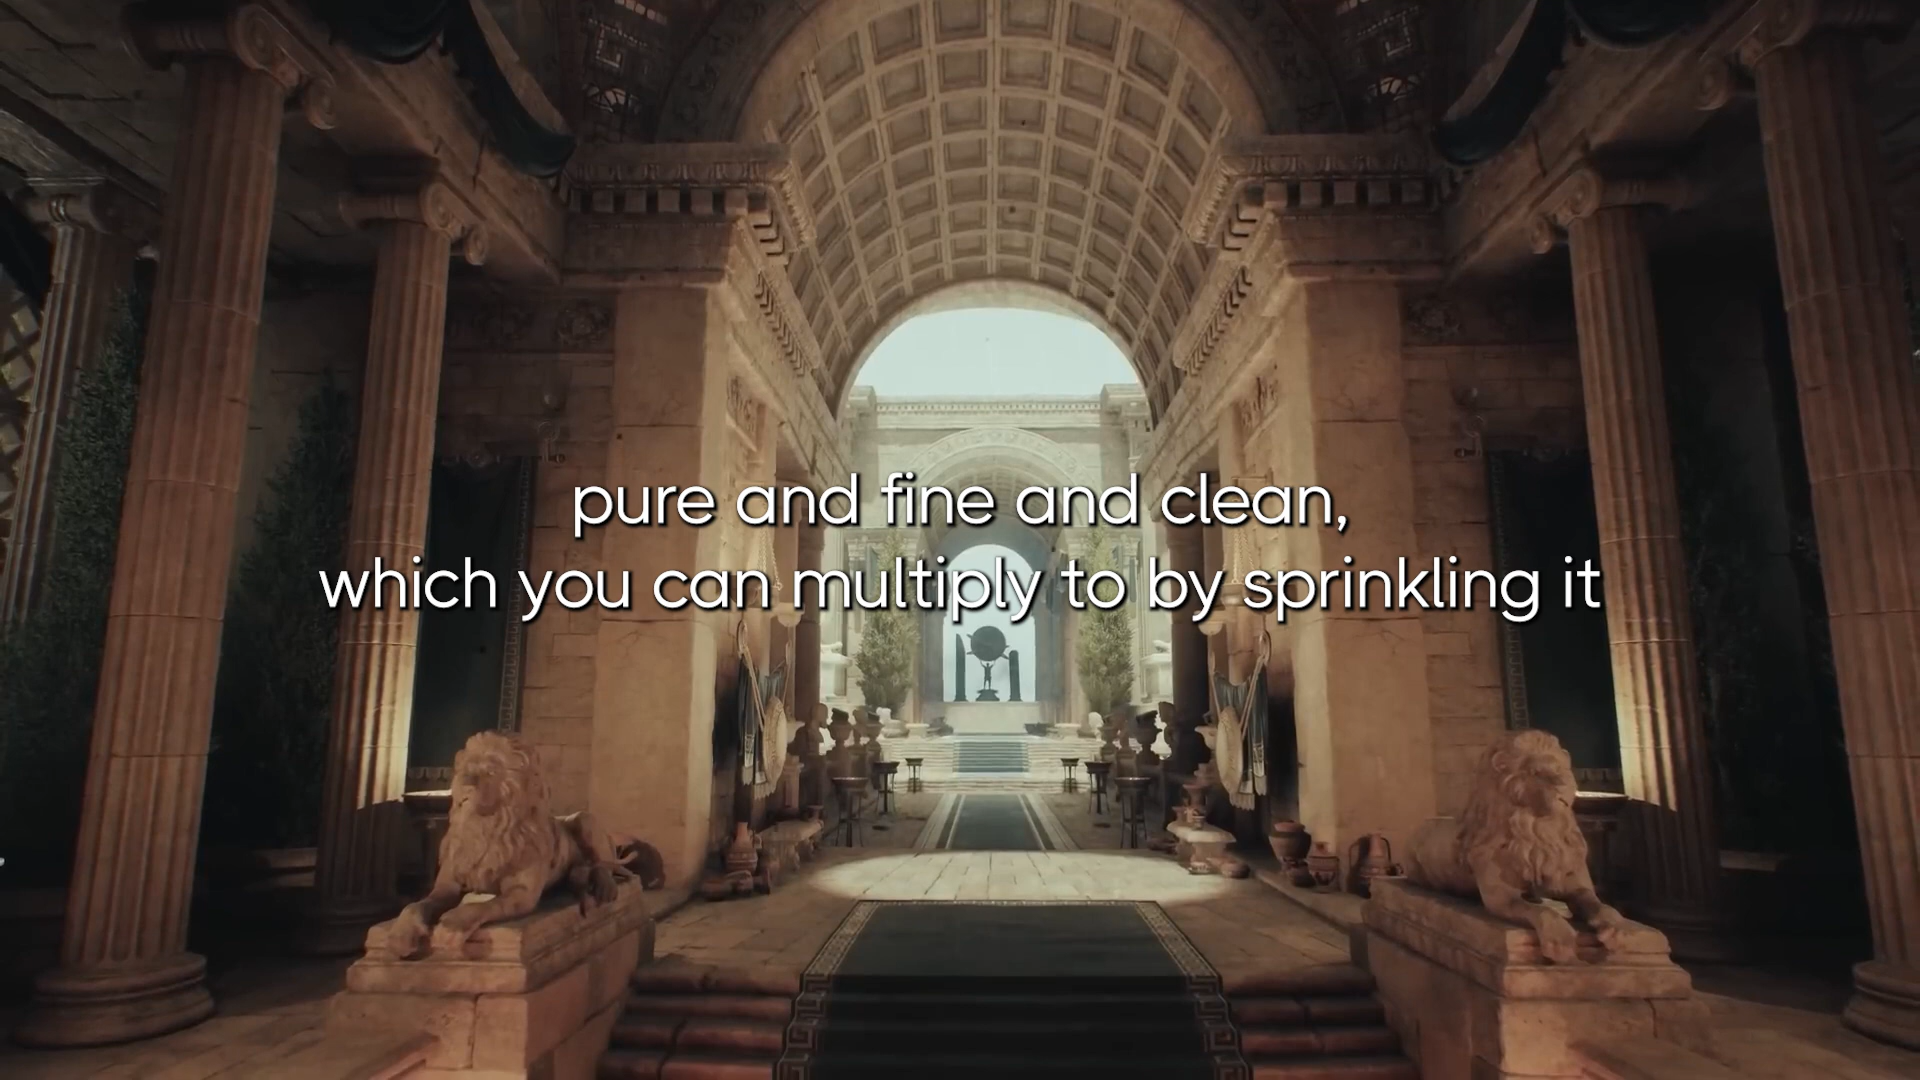 pure and fine and clean,
which you can multiply to by sprinkling it